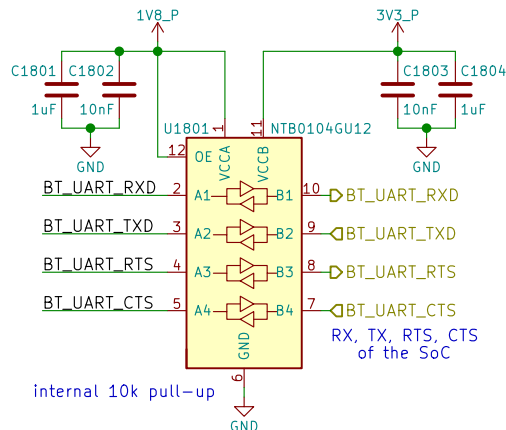 1V8_P
3V3_P
C1801 C1802
C1803 C1804
1uF 10nF
10nF 1uF
GND
GND
U1801
NTB0104GU12
1
11
VCCA
VCCB
12 OE
BT_UART_RXD 2 A1 B1 10 BT_UART_RXD
BT_UART_TXD 3 A2 B2 9 BT_UART_TXD
BT_UART_RTS 4 A3 B3 8 BT_UART_RTS
BT_UART_CTS 5 A4 B4 7 BT_UART_CTS
GND
6
RX, TX, RTS, CTS
of the SoC
internal 10k pull-up
GND